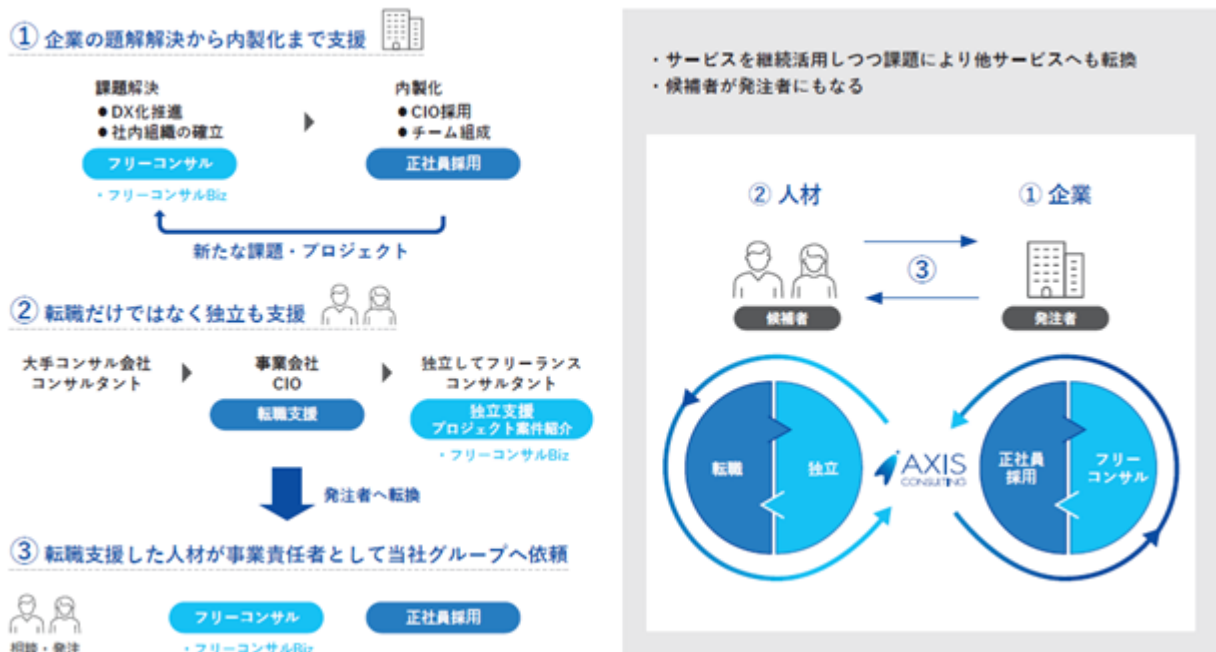 ① 企業の題解解決から内製化まで支援
課題解決
●DX化推進
●社内組織の確立
フリーコンサル
・フリーコンサルBiz
内製化
●CIO採用
●チーム組成
正社員採用
新たな課題・プロジェクト
② 転職だけではなく独立も支援
大手コンサル会社
コンサルタント
事業会社
CIO
転職支援
独立してフリーランス
コンサルタント
独立支援
プロジェクト案件紹介
・フリーコンサルBiz
発注者へ転換
③ 転職支援した人材が事業責任者として当社グループへ依頼
相談・発注
フリーコンサル
・フリーコンサルBiz
正社員採用
・サービスを継続活用しつつ課題により他サービスへも転換
・候補者が発注者にもなる
② 人材
① 企業
③
候補者
発注者
転職
独立
AXIS
CONSULTING
正社員
採用
フリー
コンサル